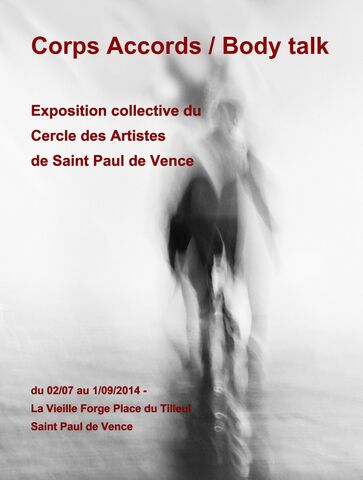 Corps Accords / Body talk
Exposition collective du
Cercle des Artistes
de Saint Paul de Vence
du 02/07 au 1/09/2014 -
La Vieille Forge Place du Tilleul
Saint Paul de Vence